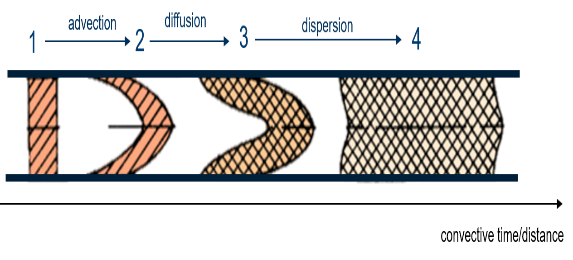 advection diffusion dispersion
1 2 3 4
convective time/distance